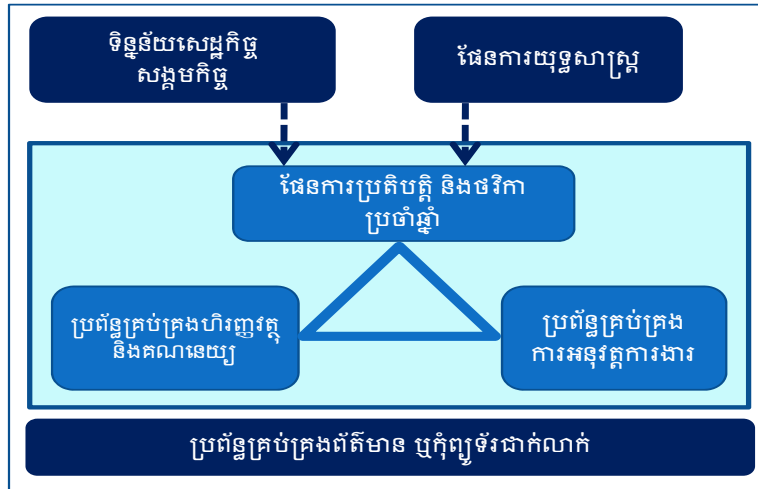 ទិន្នន័យសេដ្ឋកិច្ច
សង្គមកិច្ច
ផែនការយុទ្ធសាស្ត្រ
ផែនការប្រតិបត្តិ និងថវិកា
ប្រចាំឆ្នាំ
ប្រព័ន្ធគ្រប់គ្រងហិរញ្ញវត្ថុ
និងគណនេយ្យ
ប្រព័ន្ធគ្រប់គ្រង
ការអនុវត្តការងារ
ប្រព័ន្ធគ្រប់គ្រងព័ត៌មាន ឬកុំព្យូទ័រជាក់លាក់